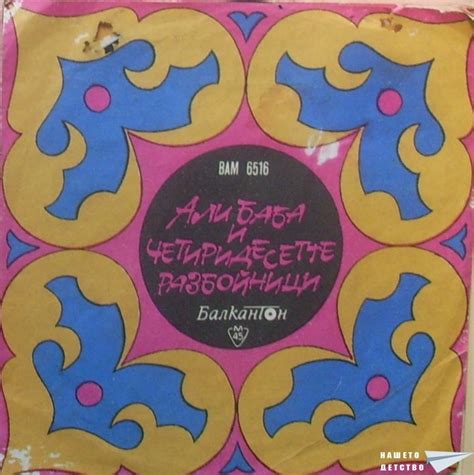 ВАМ 6516
АЛИ БАБА
И
ЧЕТИРИДЕСЕТТЕ
РАЗБОЙНИЦИ
Балкантон
М
45
НАШЕТО
ДЕТСТВО